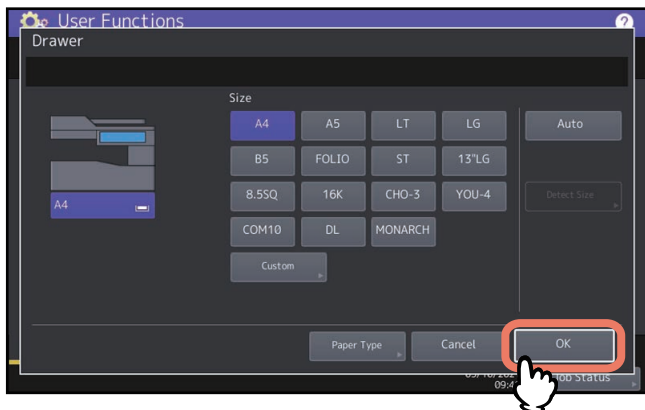 User Functions
?
Drawer
Size
A4 A5 LT LG Auto
B5 FOLIO ST 13"LG
8.5SQ 16K CHO-3 YOU-4 Detect Size
A4
COM10 DL MONARCH
Custom
Paper Type Cancel OK
Job Status